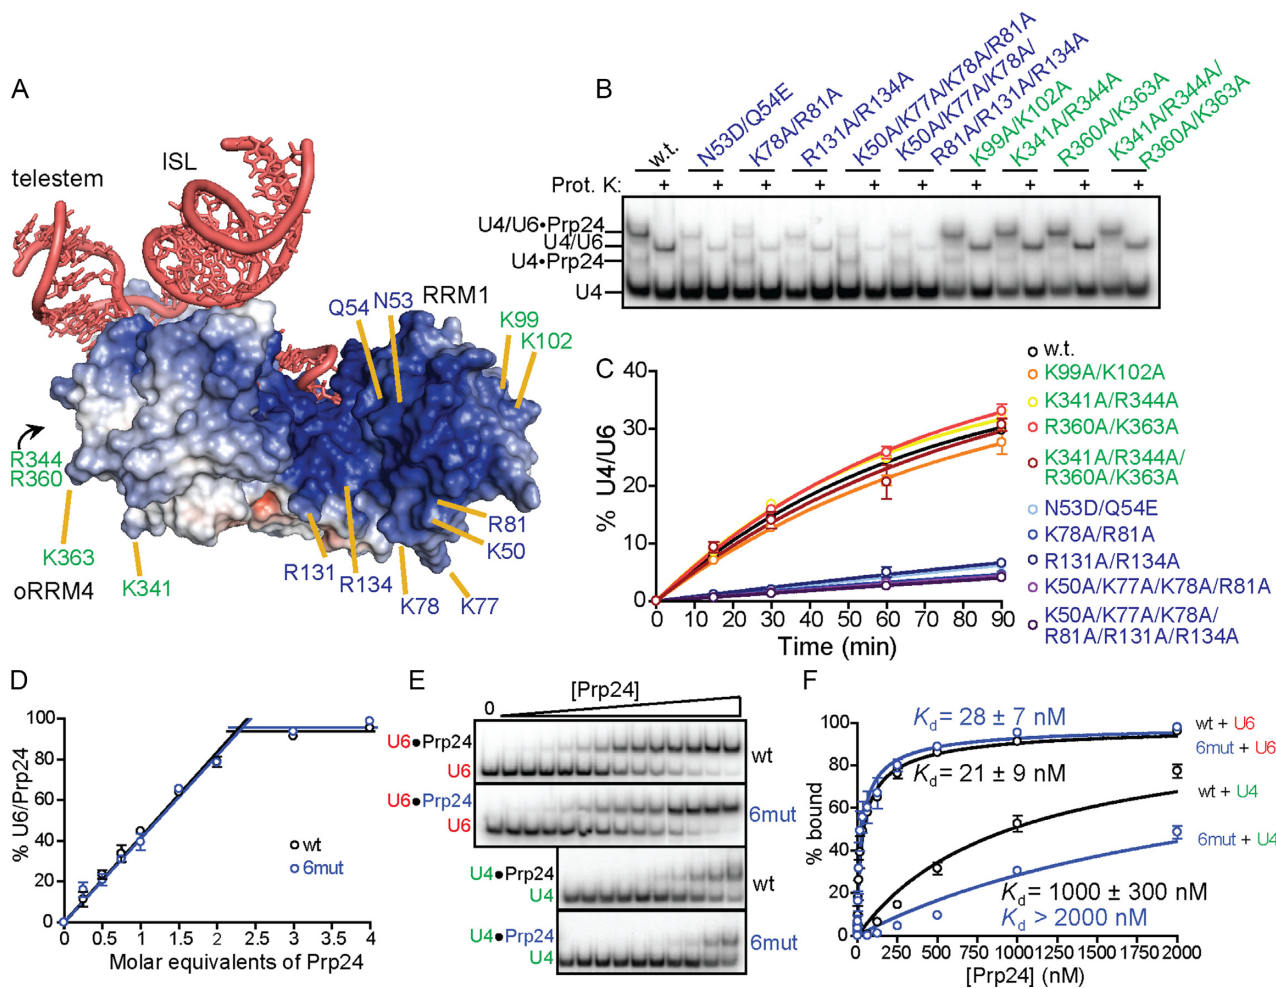 A
telestem
ISL
Q54
N53
RRM1
K99
K102
R344
R360
K363
oRRM4
K341
R131
R134
K78
K77
K50
R81
B
w.t.
N53D/Q54E
K78A/R81A
R131A/R134A
K50A/K77A/K78A/R81A
K50A/K77A/K78A/
R81A/R131A/R134A
K99A/K102A
K341A/R344A
R360A/K363A
K341A/R344A/
R360A/K363A
Prot. K: + + + + + + + + + +
U4/U6•Prp24
U4/U6
U4•Prp24
U4
C
% U4/U6
40
30
20
10
0
0 10 20 30 40 50 60 70 80 90
Time (min)
w.t.
K99A/K102A
K341A/R344A
R360A/K363A
K341A/R344A/
R360A/K363A
N53D/Q54E
K78A/R81A
R131A/R134A
K50A/K77A/K78A/R81A
K50A/K77A/K78A/
R81A/R131A/R134A
D
% U6/Prp24
100
80
60
40
20
0
0 0.5 1 1.5 2 2.5 3 3.5 4
Molar equivalents of Prp24
wt
6mut
E
0 [Prp24]
U6•Prp24
U6
wt
U6•Prp24
U6
6mut
U4•Prp24
U4
wt
U4•Prp24
U4
6mut
F
% bound
100
80
60
40
20
0
0 250 500 750 1000 1250 1500 1750 2000
[Prp24] (nM)
Kd = 28 ± 7 nM
Kd = 21 ± 9 nM
Kd = 1000 ± 300 nM
Kd > 2000 nM
wt + U6
6mut + U6
wt + U4
6mut + U4